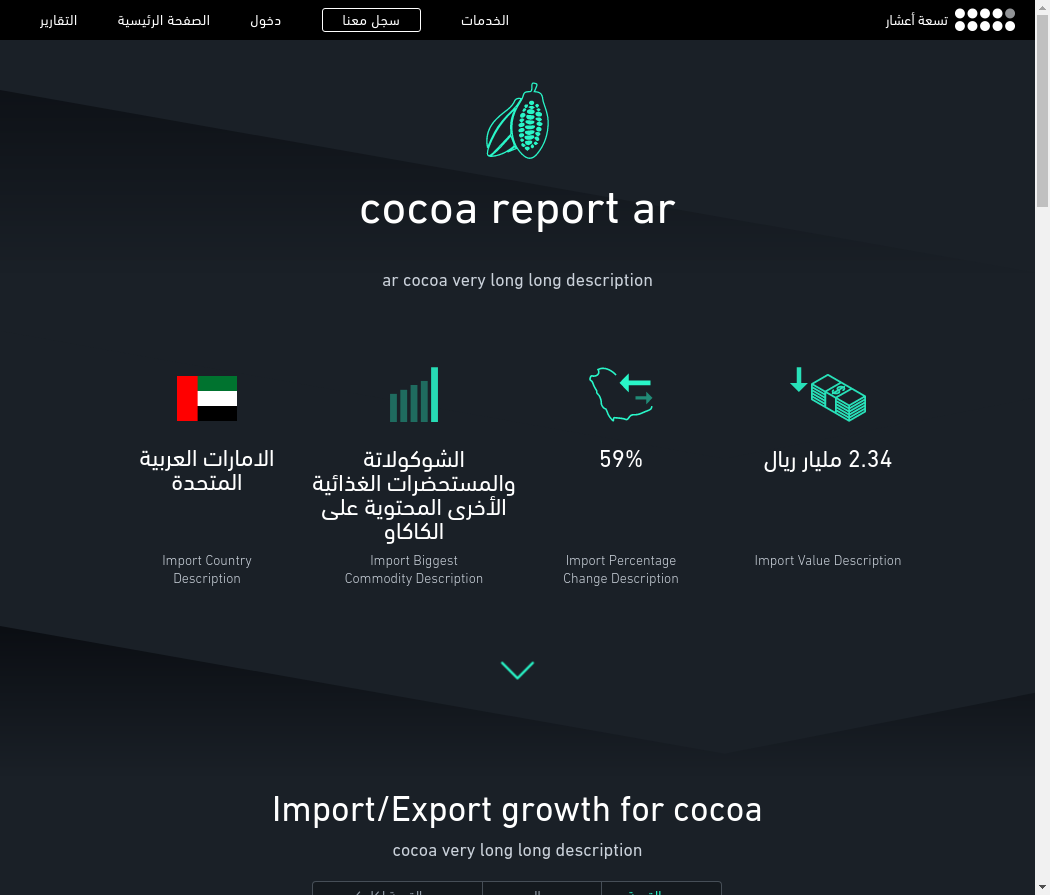 تسعة أعشار
الخدمات
سجل معنا
دخول
الصفحة الرئيسية
التقارير
cocoa report ar
ar cocoa very long long description
2.34 مليار ريال
Import Value Description
59%
Import Percentage
Change Description
الشوكولاتة
والمستحضرات الغذائية
الأخرى المحتوية على
الكاكاو
Import Biggest
Commodity Description
الامارات العربية
المتحدة
Import Country
Description
Import/Export growth for cocoa
cocoa very long long description